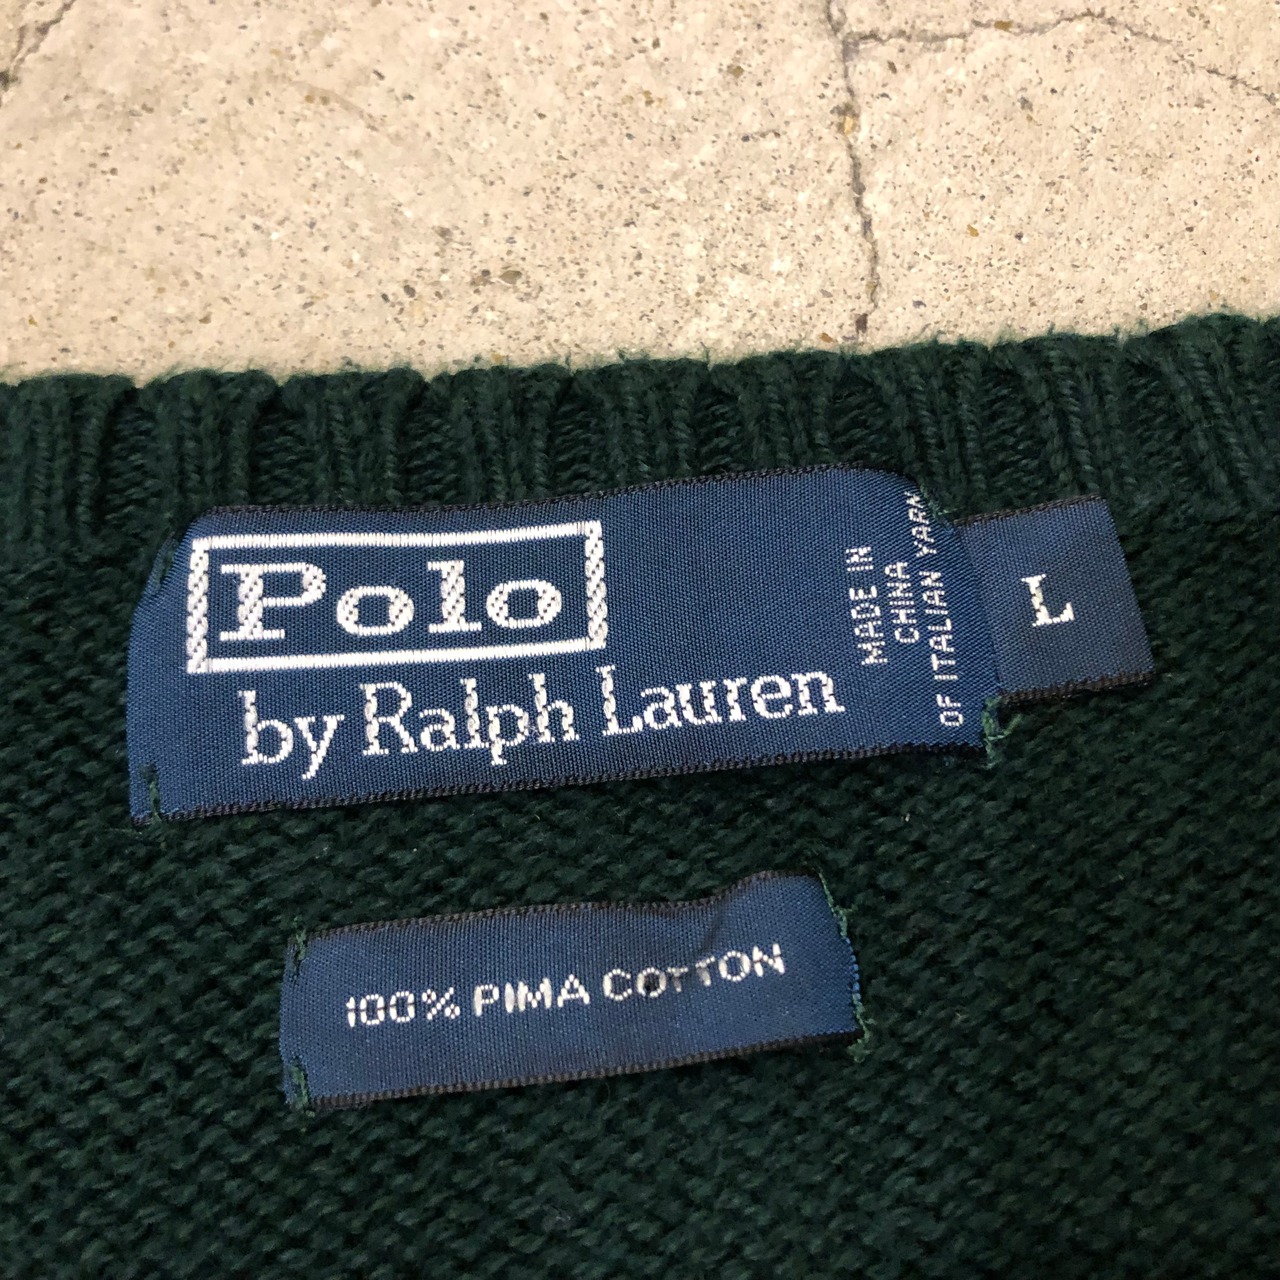 Polo
by Ralph Lauren
MADE IN
CHINA
OF ITALIAN YARN
L
100% PIMA COTTON